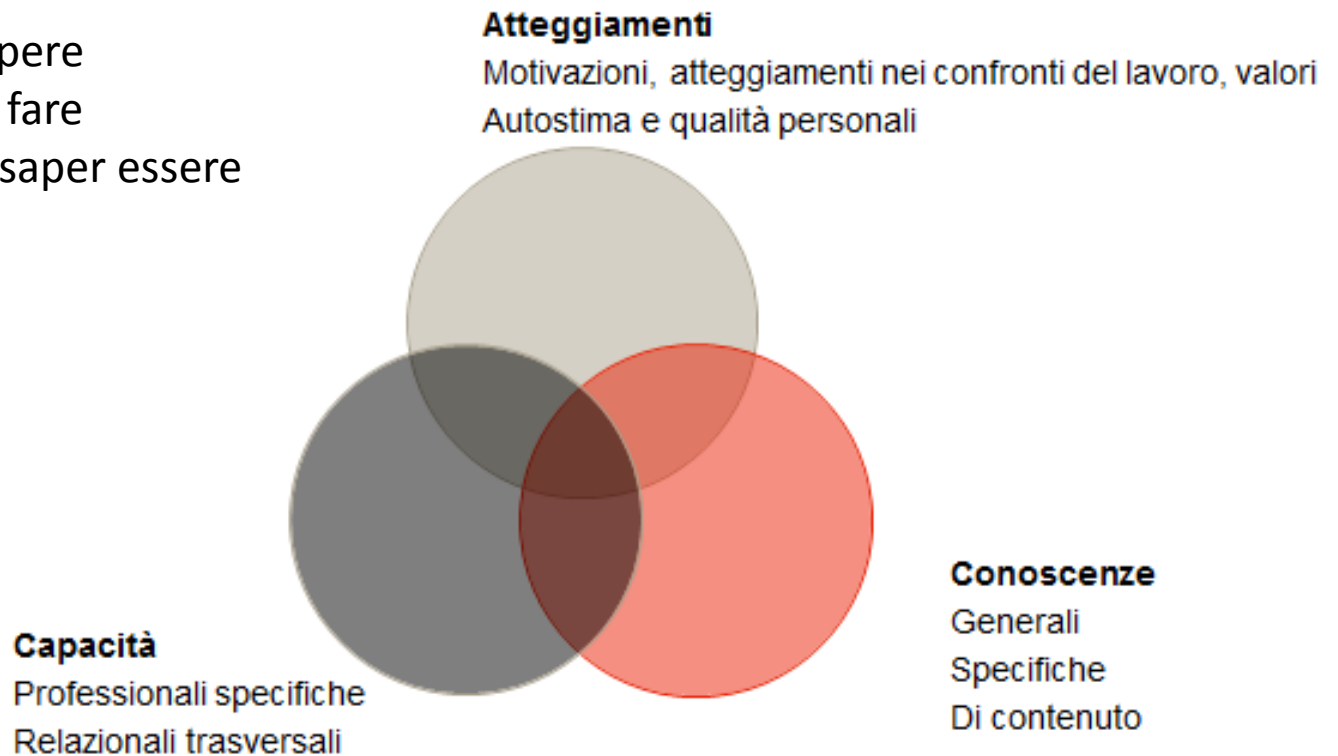 pere
fare
saper essere
Atteggiamenti
Motivazioni, atteggiamenti nei confronti del lavoro, valori
Autostima e qualità personali
Capacità
Professionali specifiche
Relazionali trasversali
Conoscenze
Generali
Specifiche
Di contenuto